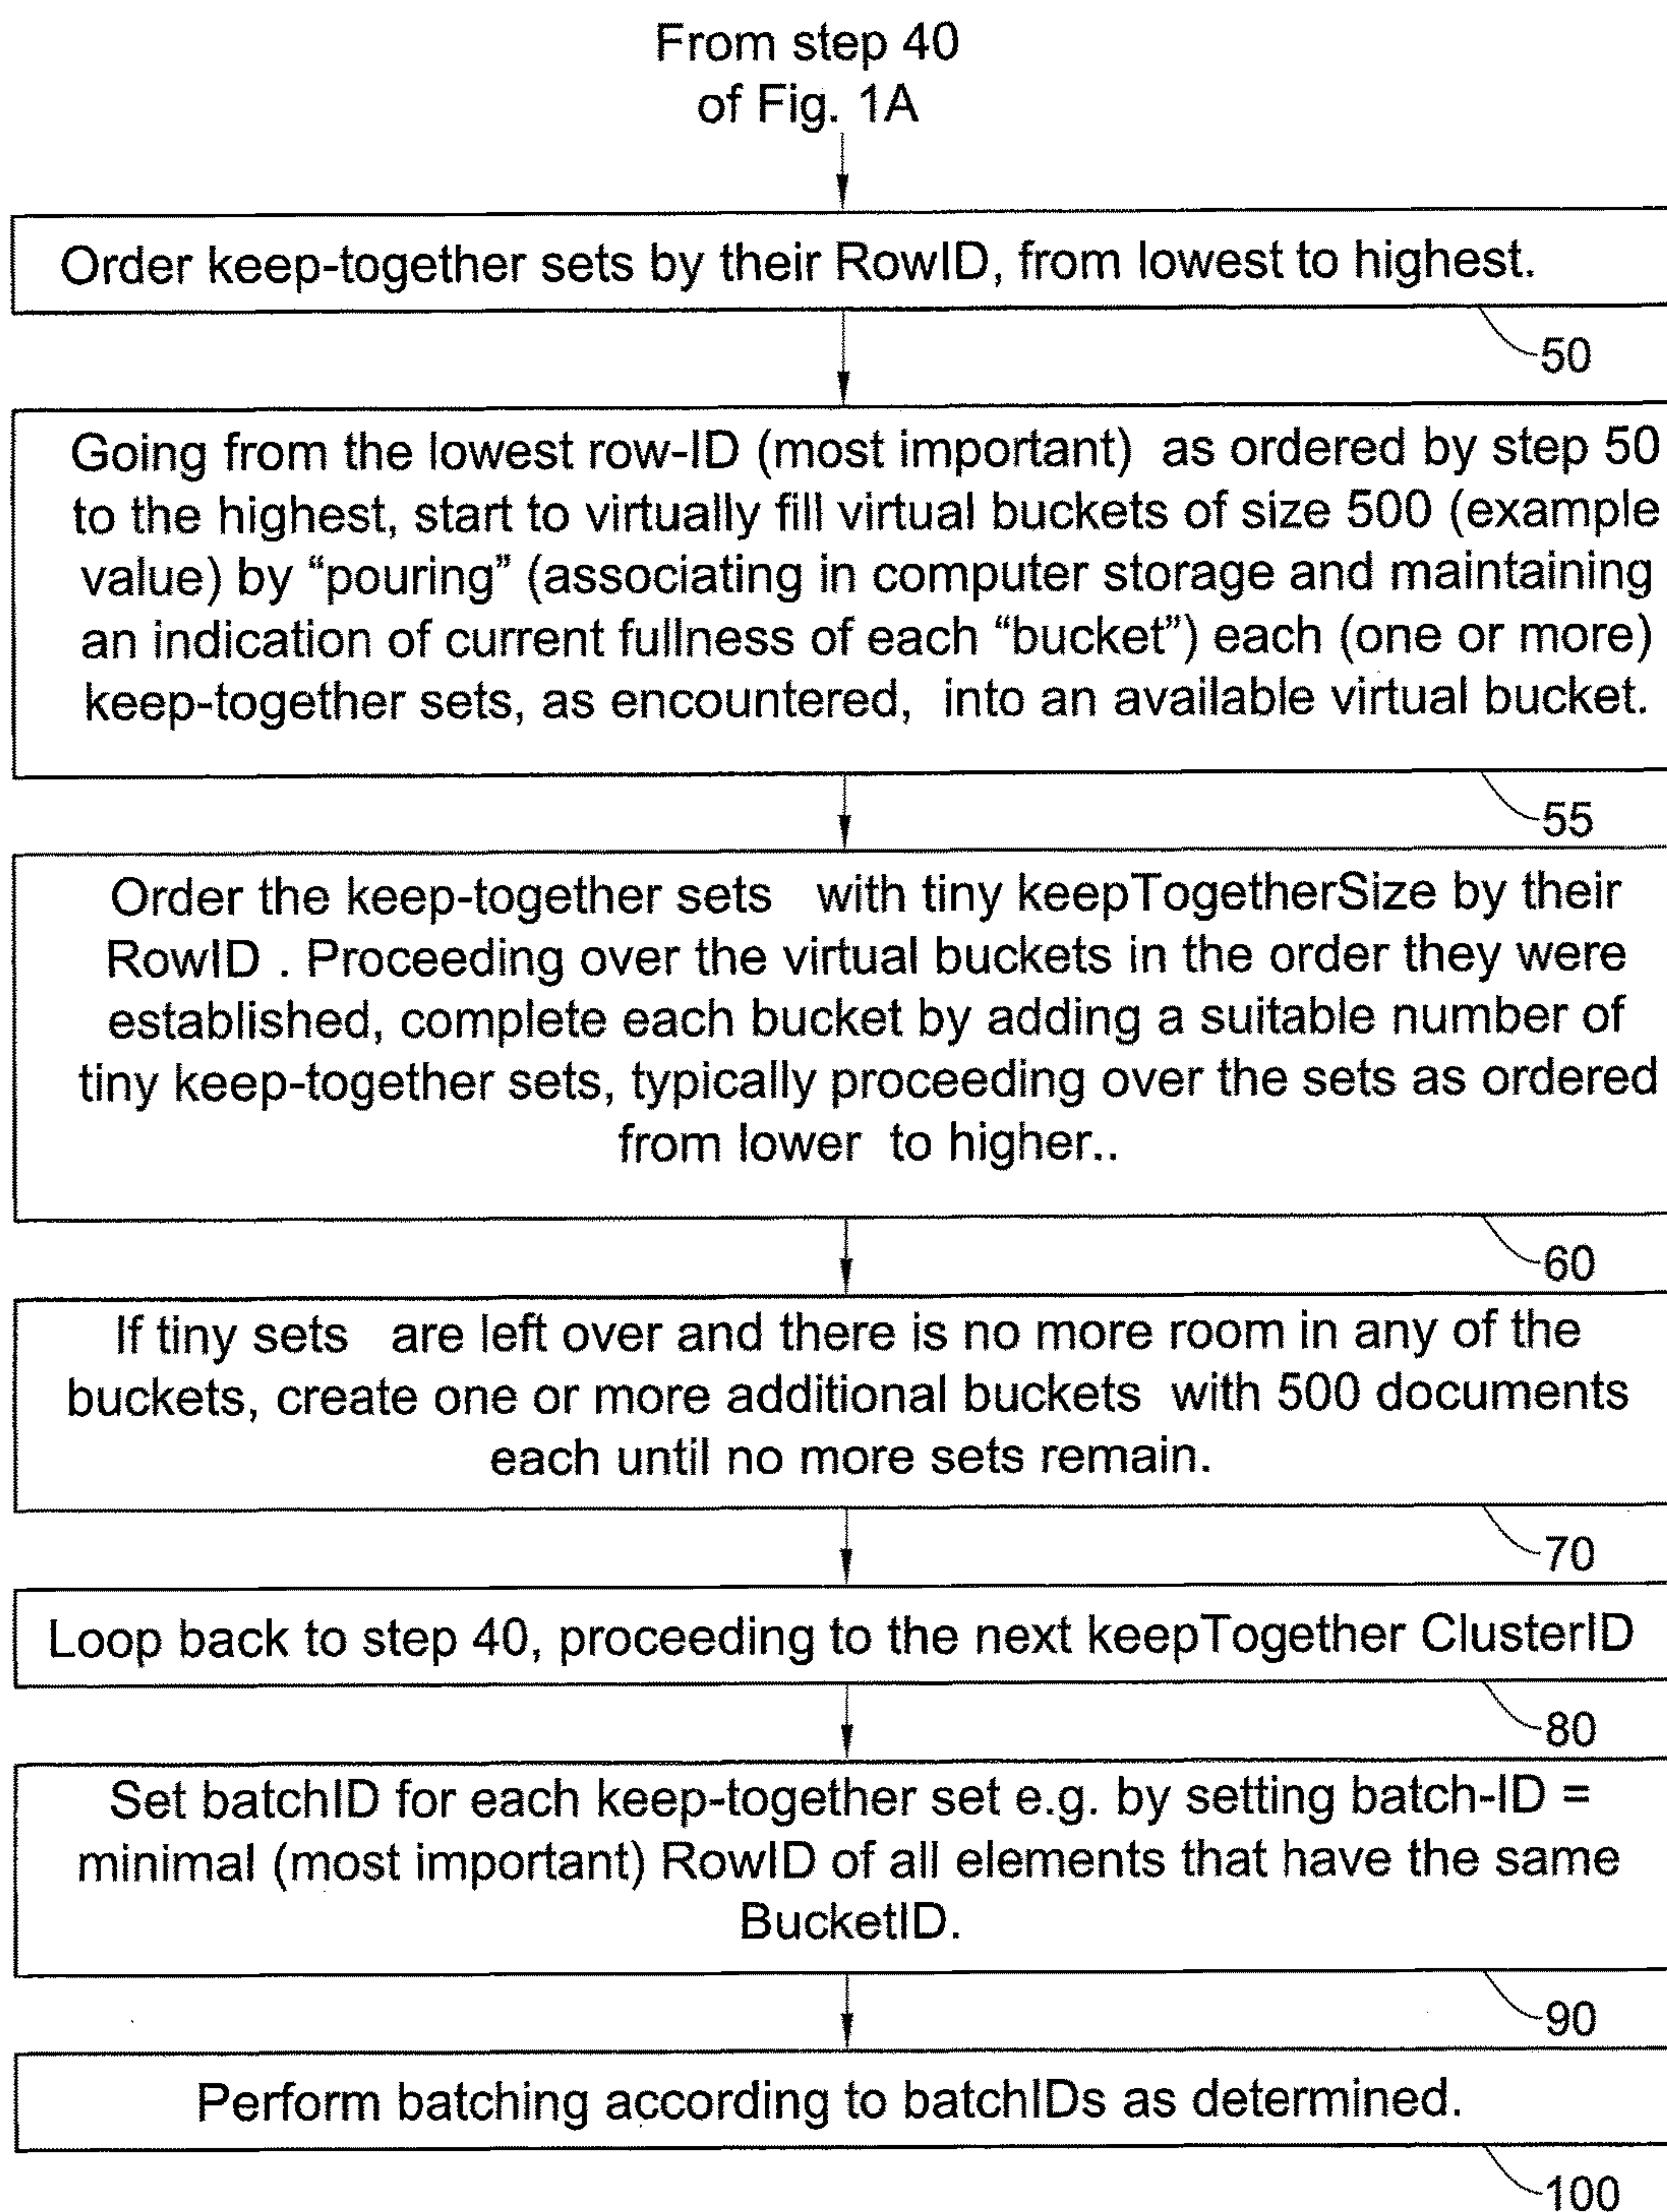 From step 40
of Fig. 1A
Order keep-together sets by their RowID, from lowest to highest.
50
Going from the lowest row-ID (most important) as ordered by step 50
to the highest, start to virtually fill virtual buckets of size 500 (example
value) by “pouring” (associating in computer storage and maintaining
an indication of current fullness of each “bucket”) each (one or more)
keep-together sets, as encountered, into an available virtual bucket.
55
Order the keep-together sets with tiny keepTogetherSize by their
RowID . Proceeding over the virtual buckets in the order they were
established, complete each bucket by adding a suitable number of
tiny keep-together sets, typically proceeding over the sets as ordered
from lower to higher..
60
If tiny sets are left over and there is no more room in any of the
buckets, create one or more additional buckets with 500 documents
each until no more sets remain.
70
Loop back to step 40, proceeding to the next keepTogether ClusterID
80
Set batchID for each keep-together set e.g. by setting batch-ID =
minimal (most important) RowID of all elements that have the same
BucketID.
90
Perform batching according to batchIDs as determined.
100